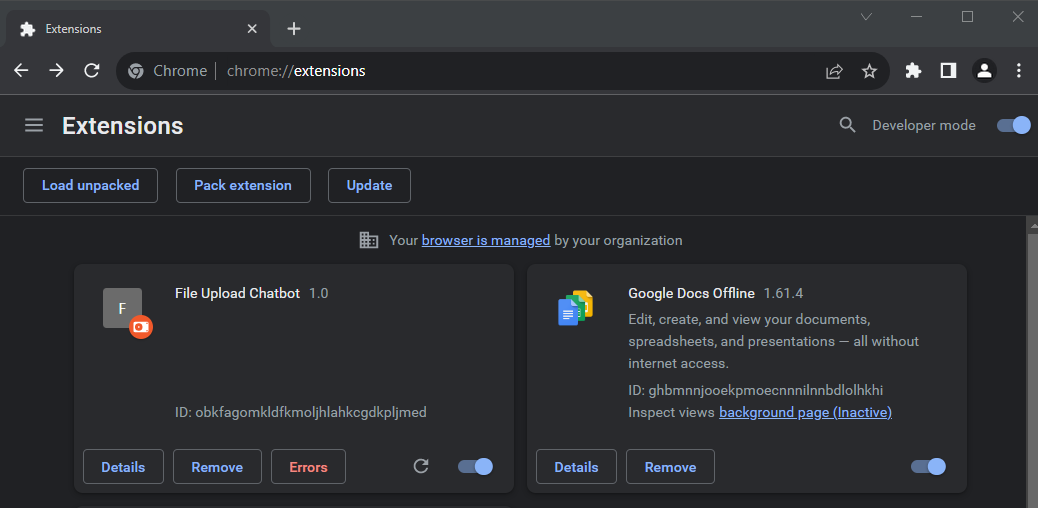 Extensions
Chrome | chrome://extensions
Extensions
Developer mode
Load unpacked
Pack extension
Update
Your browser is managed by your organization
F
File Upload Chatbot 1.0
ID: obkfagomkldfkmoljhlahkcgdkpljmed
Details
Remove
Errors
Google Docs Offline 1.61.4
Edit, create, and view your documents,
spreadsheets, and presentations — all without
internet access.
ID: ghbmnnjooekpmoecnnnilnnbdlolhkhi
Inspect views background page (Inactive)
Details
Remove